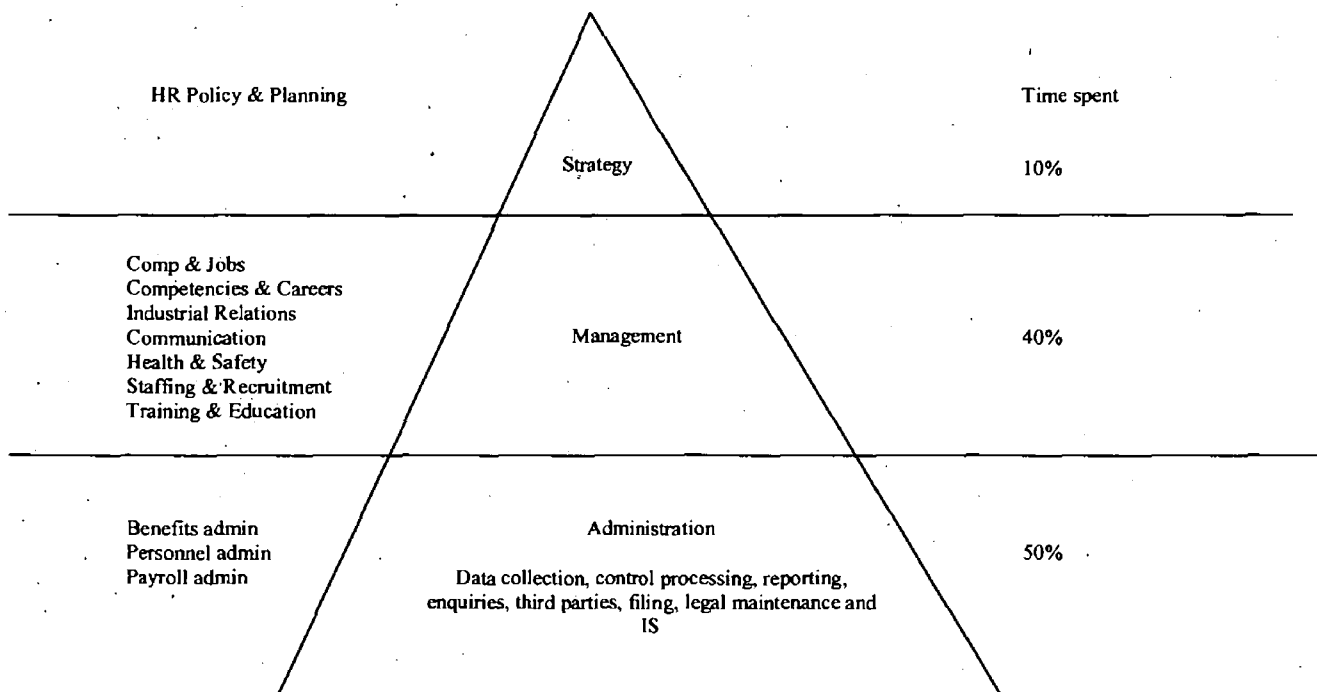 HR Policy & Planning
Time spent
Strategy
10%
Comp & Jobs
Competencies & Careers
Industrial Relations
Communication
Health & Safety
Staffing & Recruitment
Training & Education
Management
40%
Benefits admin
Personnel admin
Payroll admin
Administration
Data collection, control processing, reporting,
enquiries, third parties, filing, legal maintenance and
IS
50%